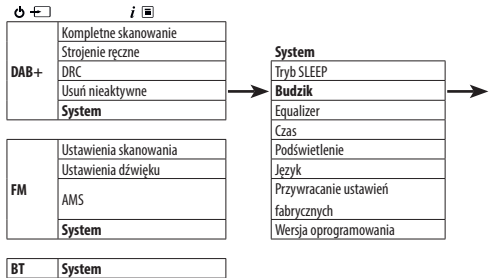 i
DAB+
Kompletne skanowanie
Strojenie ręczne
DRC
Usuń nieaktywne
System
FM
Ustawienia skanowania
Ustawienia dźwięku
AMS
System
BT
System
System
Tryb SLEEP
Budzik
Equalizer
Czas
Podświetlenie
Język
Przywracanie ustawień
fabrycznych
Wersja oprogramowania